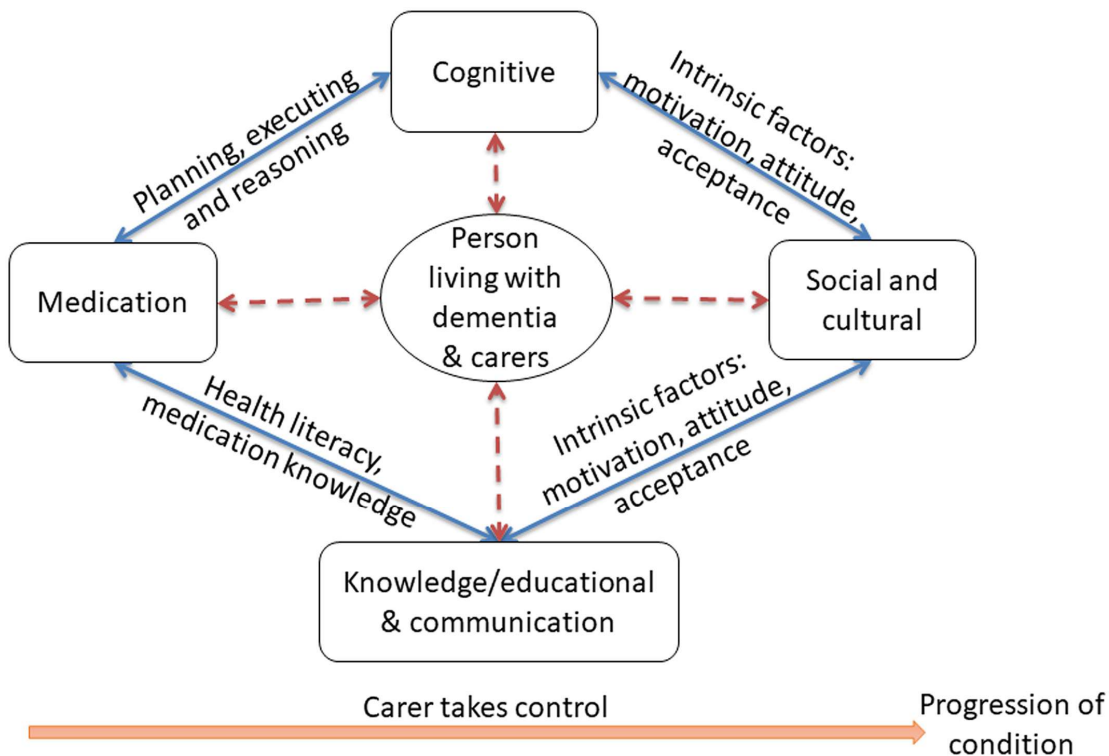 Cognitive
Planning, executing
and reasoning
Intrinsic factors:
motivation, attitude,
acceptance
Medication
Person
living with
dementia
& carers
Social and
cultural
Health literacy,
medication knowledge
Intrinsic factors:
motivation, attitude,
acceptance
Knowledge/educational
& communication
Carer takes control
Progression of
condition